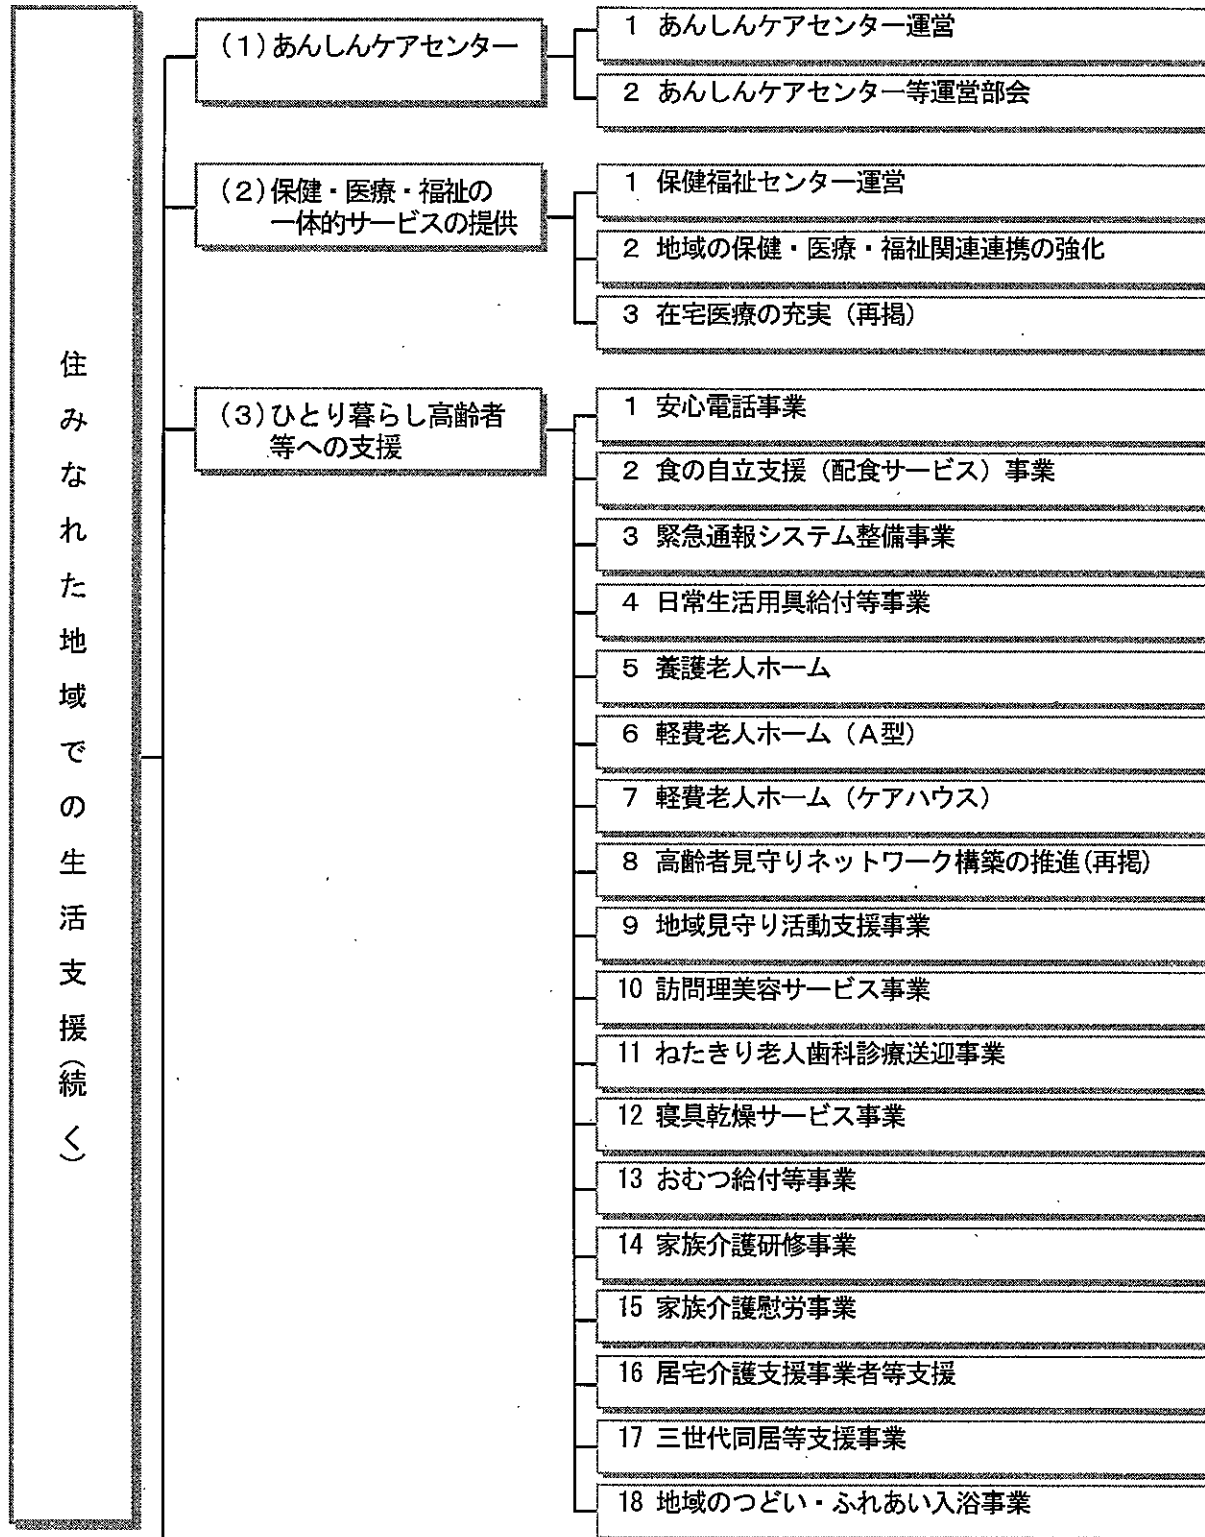 住みなれた地域での生活支援(続く)
(1)あんしんケアセンター
1 あんしんケアセンター運営
2 あんしんケアセンター等運営部会
(2)保健・医療・福祉の
一体的サービスの提供
1 保健福祉センター運営
2 地域の保健・医療・福祉関連連携の強化
3 在宅医療の充実(再掲)
(3)ひとり暮らし高齢者
等への支援
1 安心電話事業
2 食の自立支援(配食サービス)事業
3 緊急通報システム整備事業
4 日常生活用具給付等事業
5 養護老人ホーム
6 軽費老人ホーム(A型)
7 軽費老人ホーム(ケアハウス)
8 高齢者見守りネットワーク構築の推進(再掲)
9 地域見守り活動支援事業
10 訪問理美容サービス事業
11 ねたきり老人歯科診療送迎事業
12 寝具乾燥サービス事業
13 おむつ給付等事業
14 家族介護研修事業
15 家族介護慰労事業
16 居宅介護支援事業者等支援
17 三世代同居等支援事業
18 地域のつどい・ふれあい入浴事業